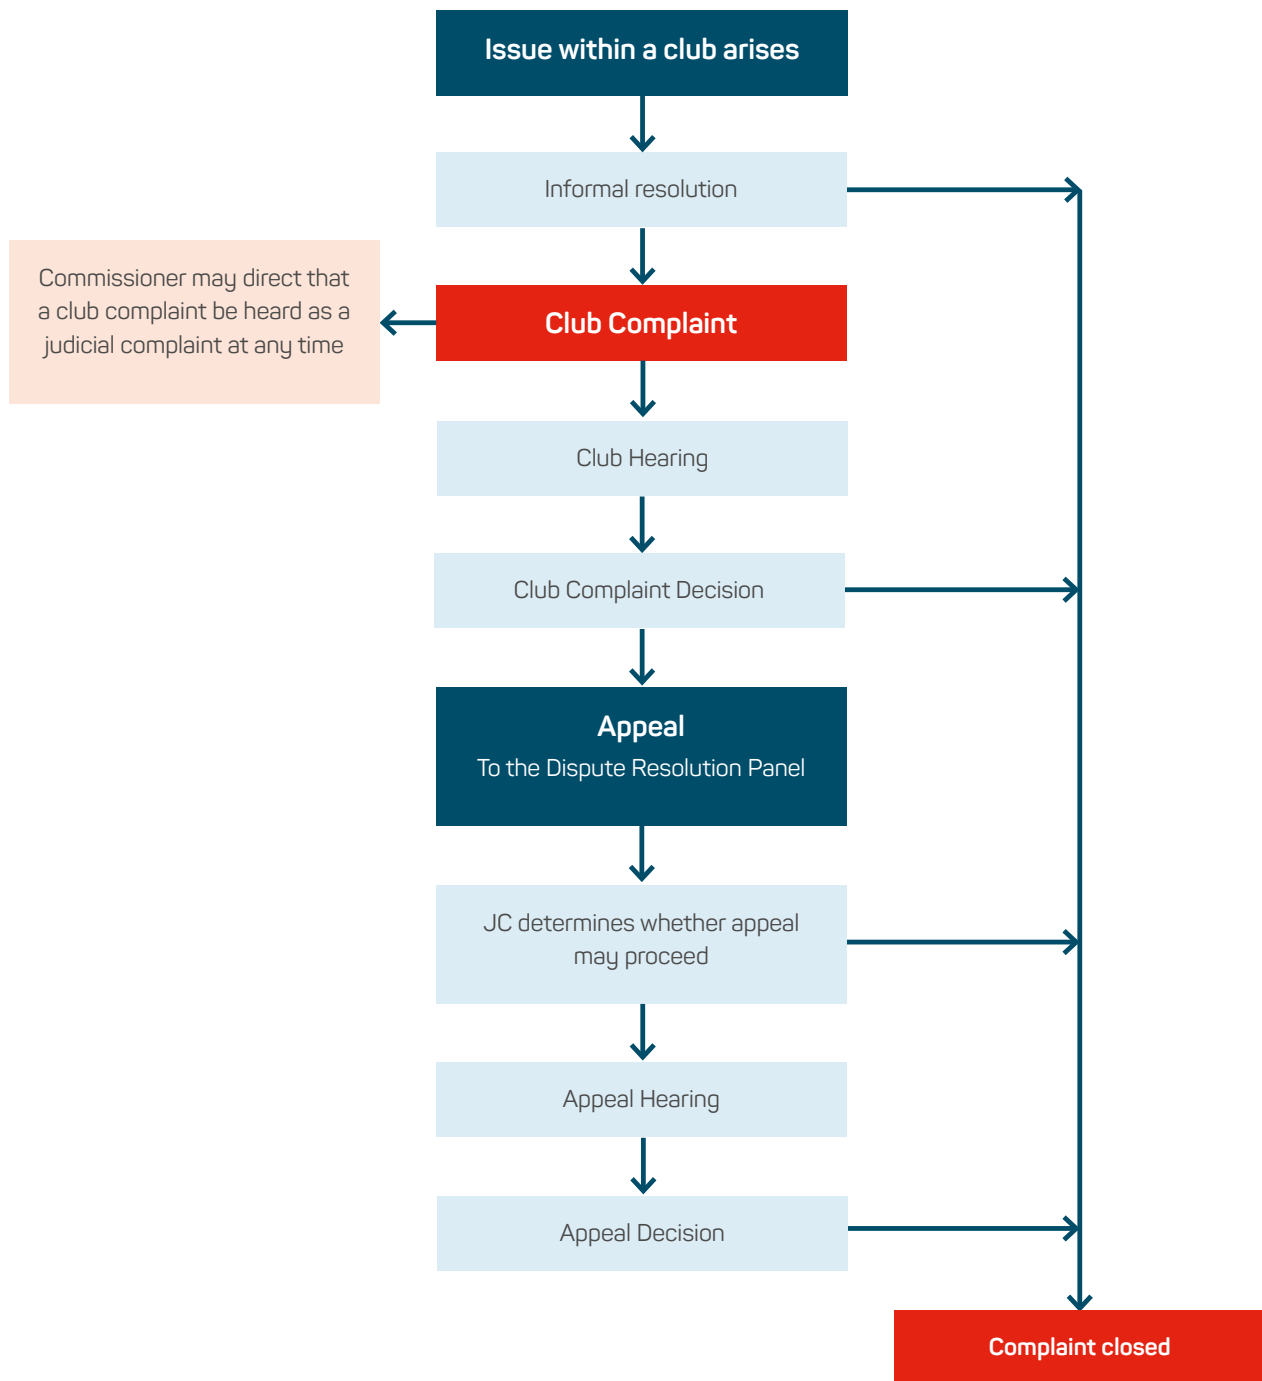 Issue within a club arises
Informal resolution
Commissioner may direct that
a club complaint be heard as a
judicial complaint at any time
Club Complaint
Club Hearing
Club Complaint Decision
Appeal
To the Dispute Resolution Panel
JC determines whether appeal
may proceed
Appeal Hearing
Appeal Decision
Complaint closed